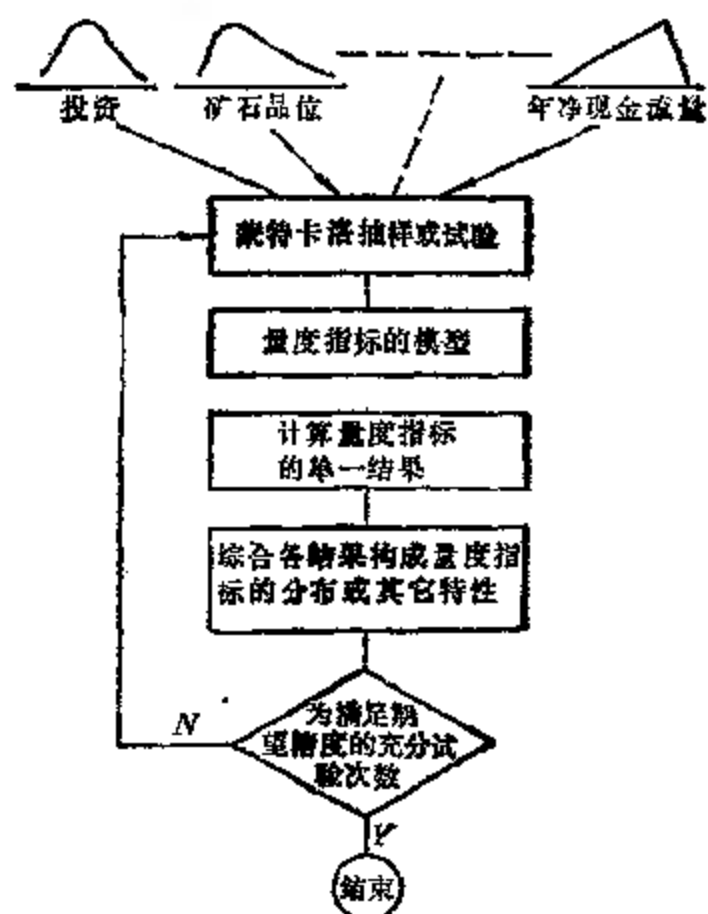 投资
矿石品位
年净现金流量
蒙特卡洛抽样或试验
量度指标的模型
计算量度指标
的单一结果
综合各结果构成量度指
标的分布或其它特性
N
为满足期
望精度的充分试
验次数
Y
结束